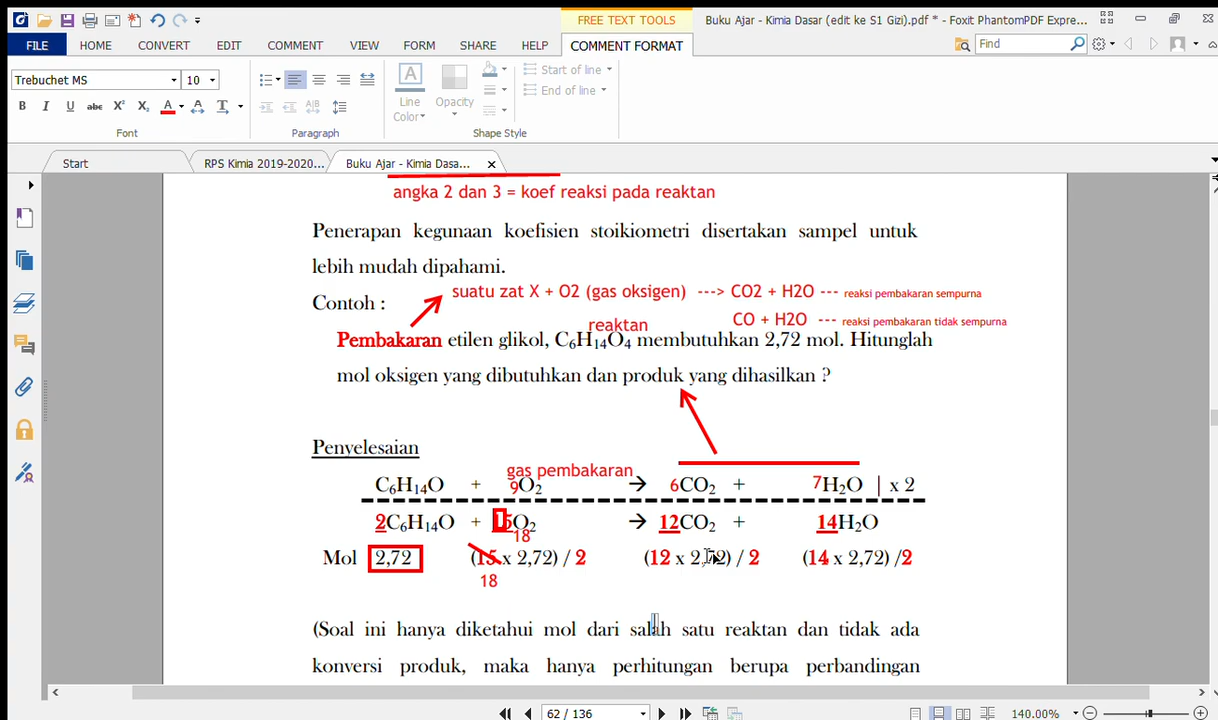 FREE TEXT TOOLS
Buku Ajar - Kimia Dasar (edit ke S1 Gizi).pdf * - Foxit PhantomPDF Expre...
FILE HOME CONVERT EDIT COMMENT VIEW FORM SHARE HELP COMMENT FORMAT Find
Trebuchet MS 10
Start of line
End of line
B I U abc X² X₂ A T
Line Color
Opacity
Font Paragraph Shape Style
Start RPS Kimia 2019-2020... Buku Ajar - Kimia Dasa...
angka 2 dan 3 = koef reaksi pada reaktan
Penerapan kegunaan koefisien stoikiometri disertakan sampel untuk
lebih mudah dipahami.
suatu zat X + O2 (gas oksigen) ---> CO2 + H2O --- reaksi pembakaran sempurna
Contoh :
reaktan CO + H2O --- reaksi pembakaran tidak sempurna
Pembakaran etilen glikol, C₆H₁₄O₄ membutuhkan 2,72 mol. Hitunglah
mol oksigen yang dibutuhkan dan produk yang dihasilkan ?
Penyelesaian
gas pembakaran
C₆H₁₄O + 9O₂ → 6CO₂ + 7H₂O | x 2
2C₆H₁₄O + 15O₂ → 12CO₂ + 14H₂O
18
Mol 2,72 (15 x 2,72) / 2 (12 x 2,72) / 2 (14 x 2,72) /2
18
(Soal ini hanya diketahui mol dari salah satu reaktan dan tidak ada
konversi produk, maka hanya perhitungan berupa perbandingan
62 / 136 140.00%